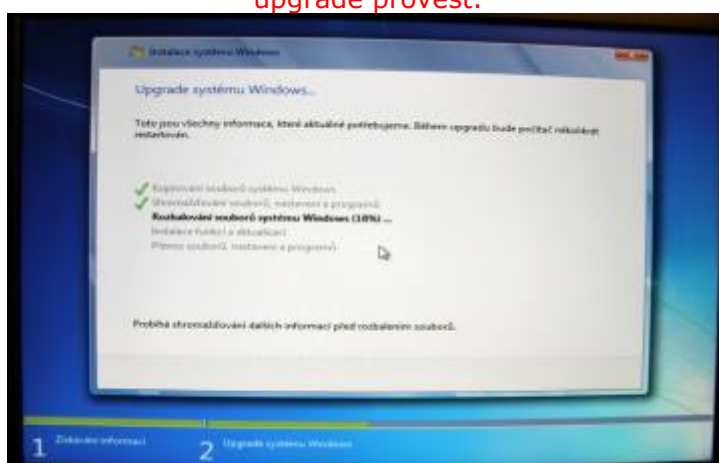 upgrade provést.
Instalace systému Windows
Upgrade systému Windows...
Toto jsou všechny informace, které aktuálně potřebujeme. Během upgradu bude počítač několikrát
restartován.
Kopírování souborů systému Windows
Shromažďování souborů, nastavení a programů
Rozbalování souborů systému Windows (10%) ...
Instalace funkcí a aktualizací
Přenos souborů, nastavení a programů
Probíhá shromažďování dalších informací před rozbalením souborů.
1 Získávání informací
2 Upgrade systému Windows